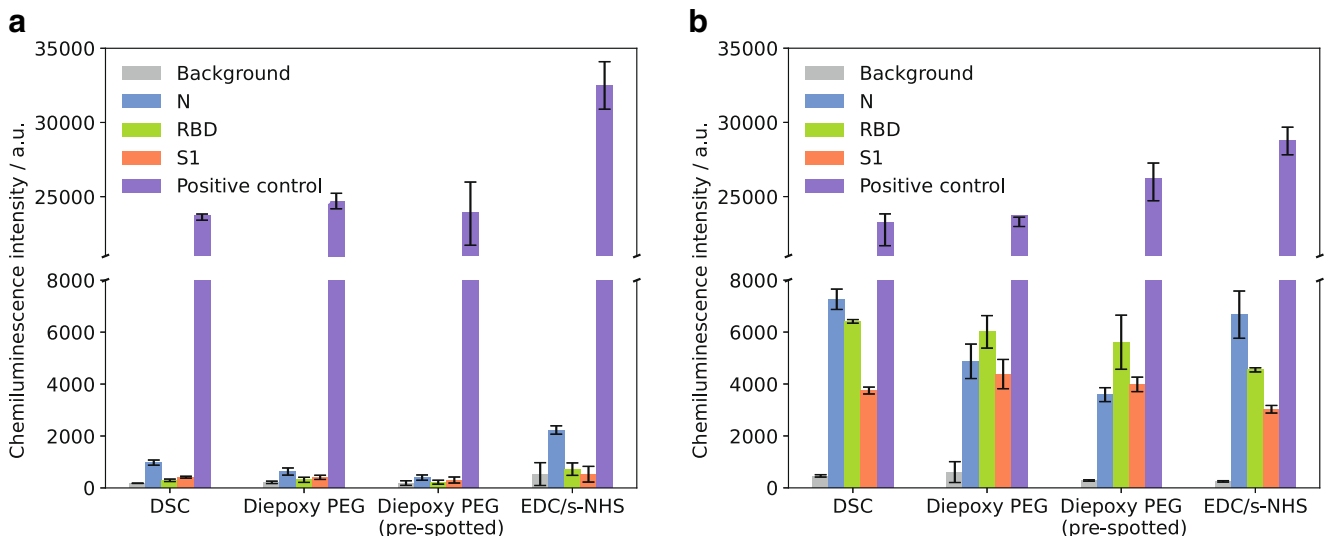 a
Chemiluminescence intensity / a.u.
35000
30000
25000
8000
6000
4000
2000
0
Background
N
RBD
S1
Positive control
DSC
Diepoxy PEG
Diepoxy PEG
(pre-spotted)
EDC/s-NHS
b
Chemiluminescence intensity / a.u.
35000
30000
25000
8000
6000
4000
2000
0
Background
N
RBD
S1
Positive control
DSC
Diepoxy PEG
Diepoxy PEG
(pre-spotted)
EDC/s-NHS